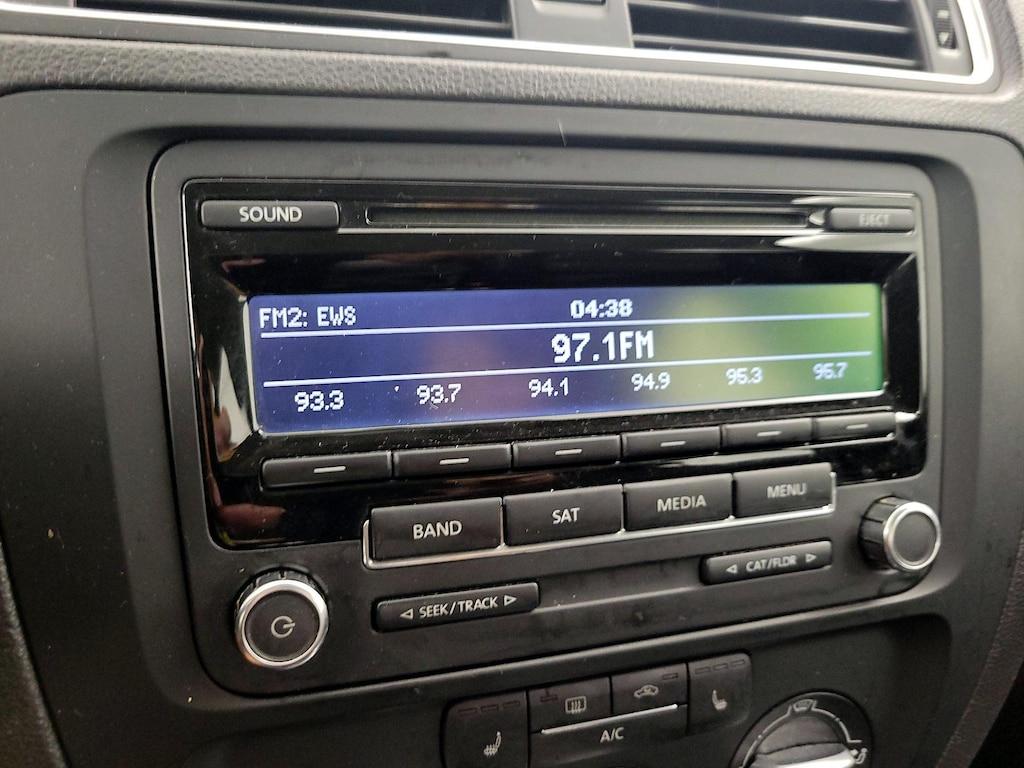 SOUND
EJECT
FM2: EWS 04:38
97.1FM
93.3 93.7 94.1 94.9 95.3 95.7
BAND SAT MEDIA MENU
SEEK/TRACK CAT/FLDR
A/C